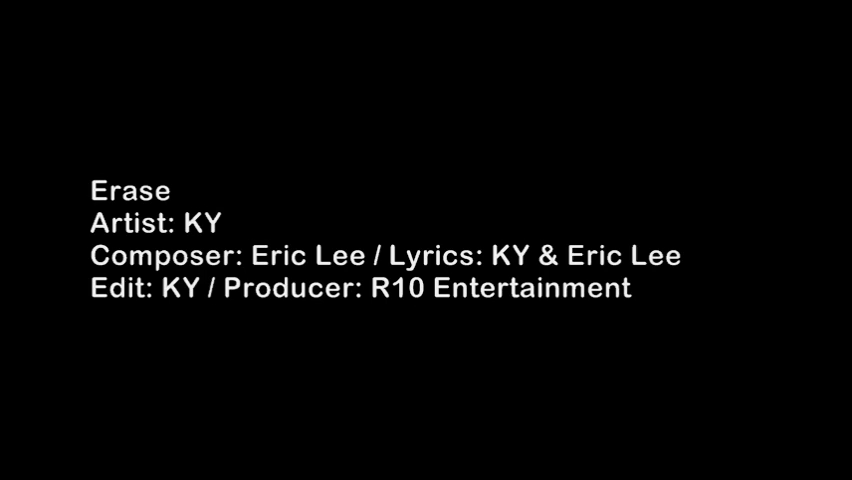 Erase
Artist: KY
Composer: Eric Lee / Lyrics: KY & Eric Lee
Edit: KY / Producer: R10 Entertainment